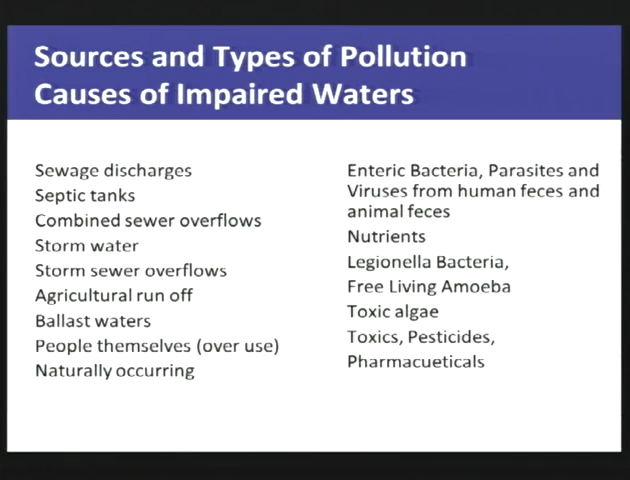 Sources and Types of Pollution
Causes of Impaired Waters
Sewage discharges
Septic tanks
Combined sewer overflows
Storm water
Storm sewer overflows
Agricultural run off
Ballast waters
People themselves (over use)
Naturally occurring
Enteric Bacteria, Parasites and
Viruses from human feces and
animal feces
Nutrients
Legionella Bacteria,
Free Living Amoeba
Toxic algae
Toxics, Pesticides,
Pharmacueticals